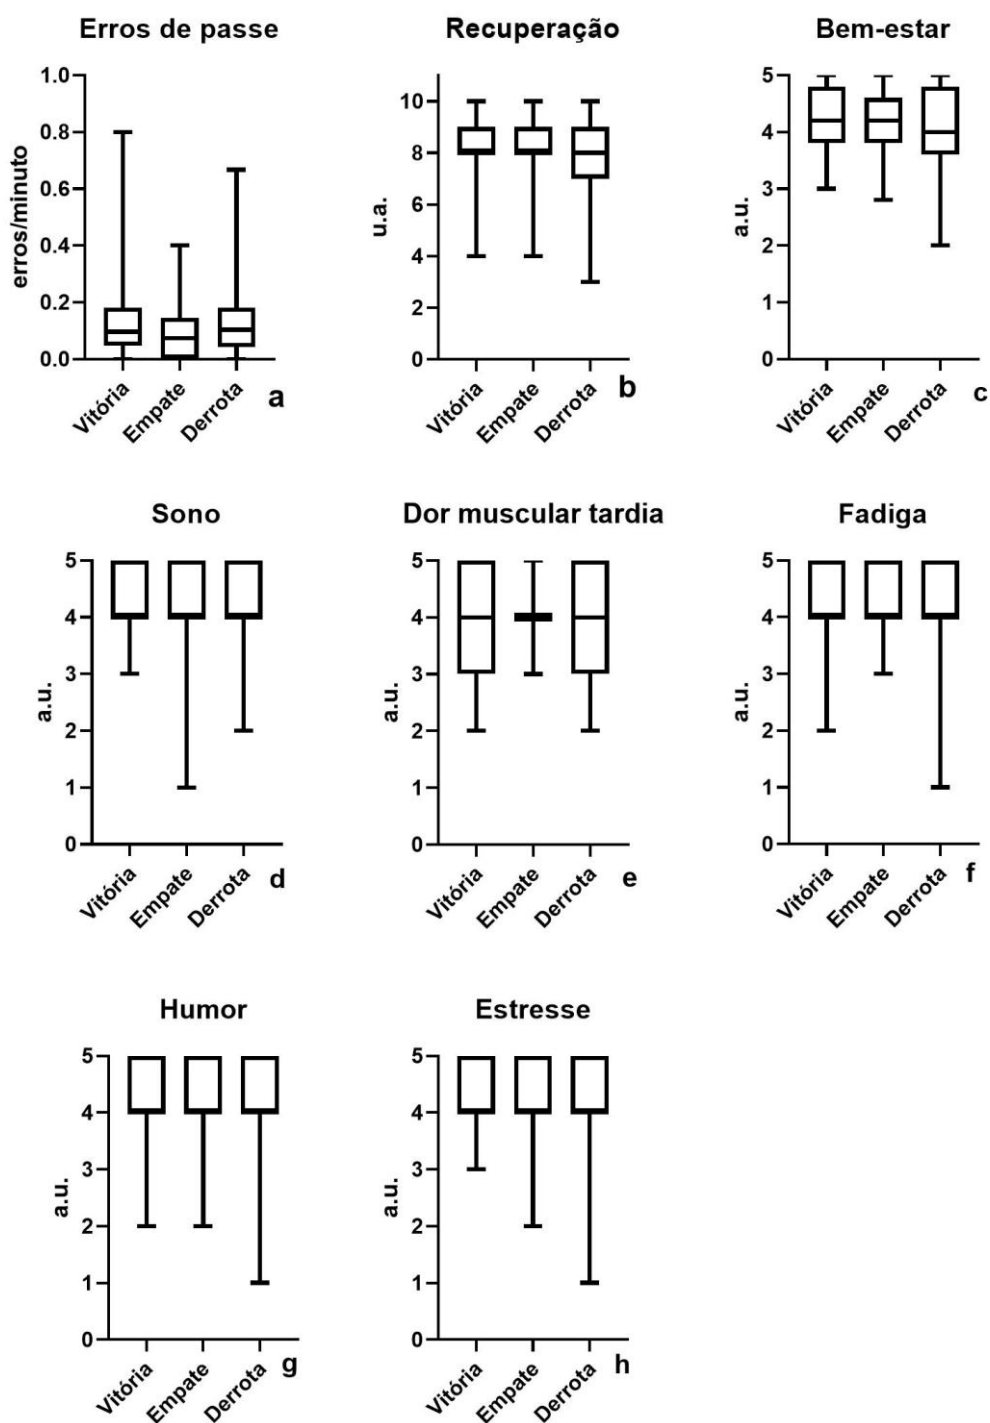 Erros de passe
erros/minuto
1.0
0.8
0.6
0.4
0.2
0.0
Vitória
Empate
Derrota
a
Recuperação
u.a.
10
8
6
4
2
0
Vitória
Empate
Derrota
b
Bem-estar
a.u.
5
4
3
2
1
0
Vitória
Empate
Derrota
c
Sono
a.u.
5
4
3
2
1
0
Vitória
Empate
Derrota
d
Dor muscular tardia
a.u.
5
4
3
2
1
0
Vitória
Empate
Derrota
e
Fadiga
a.u.
5
4
3
2
1
0
Vitória
Empate
Derrota
f
Humor
a.u.
5
4
3
2
1
0
Vitória
Empate
Derrota
g
Estresse
a.u.
5
4
3
2
1
0
Vitória
Empate
Derrota
h